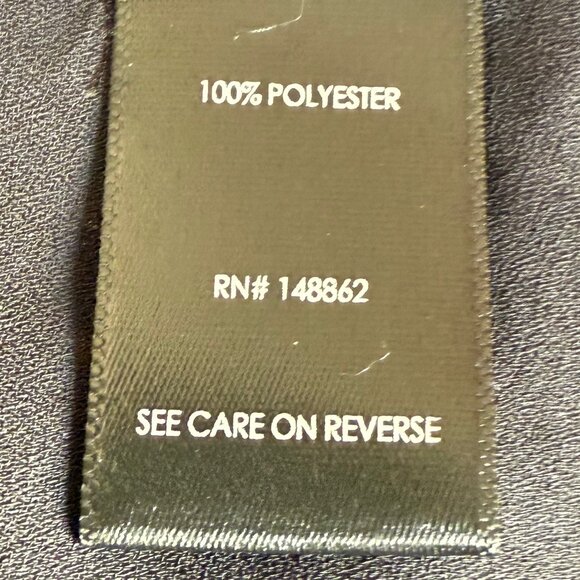 100% POLYESTER
RN# 148862
SEE CARE ON REVERSE